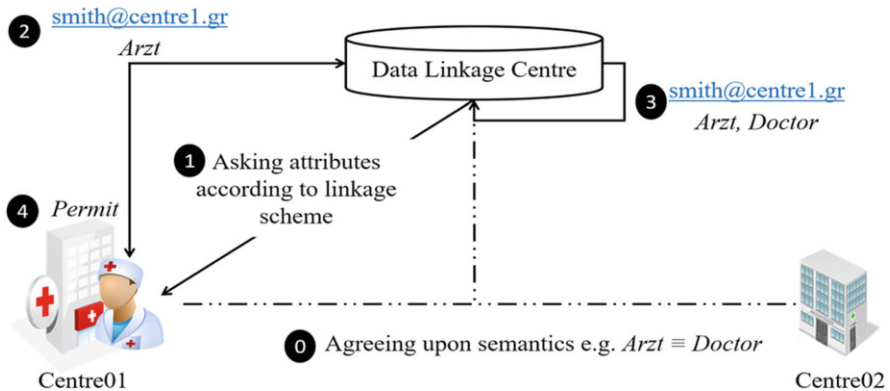 2 smith@centre1.gr
Arzt
Data Linkage Centre
3 smith@centre1.gr
Arzt, Doctor
1 Asking attributes
according to linkage
scheme
4 Permit
0 Agreeing upon semantics e.g. Arzt ≡ Doctor
Centre01
Centre02